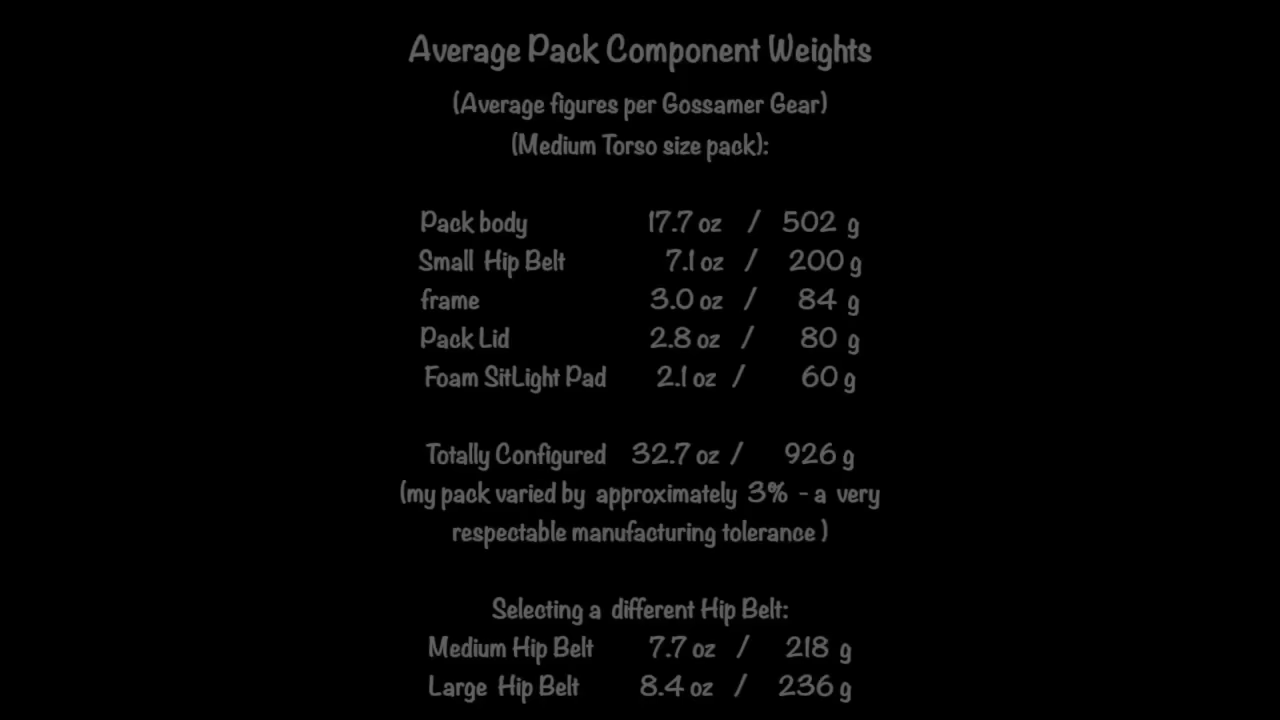 Average Pack Component Weights
(Average figures per Gossamer Gear)
(Medium Torso size pack):
Pack body 17.7 oz / 502 g
Small Hip Belt 7.1 oz / 200 g
frame 3.0 oz / 84 g
Pack Lid 2.8 oz / 80 g
Foam SitLight Pad 2.1 oz / 60 g
Totally Configured 32.7 oz / 926 g
(my pack varied by approximately 3% - a very
respectable manufacturing tolerance )
Selecting a different Hip Belt:
Medium Hip Belt 7.7 oz / 218 g
Large Hip Belt 8.4 oz / 236 g